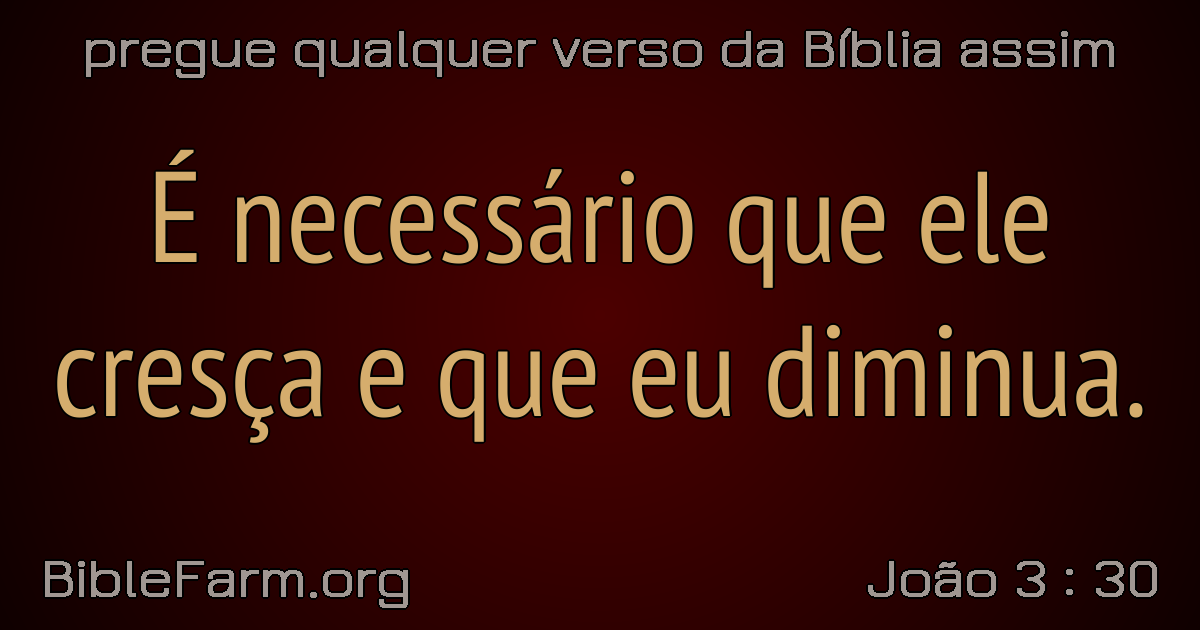 pregue qualquer verso da Bíblia assim
É necessário que ele
cresça e que eu diminua.
BibleFarm.org
João 3 : 30